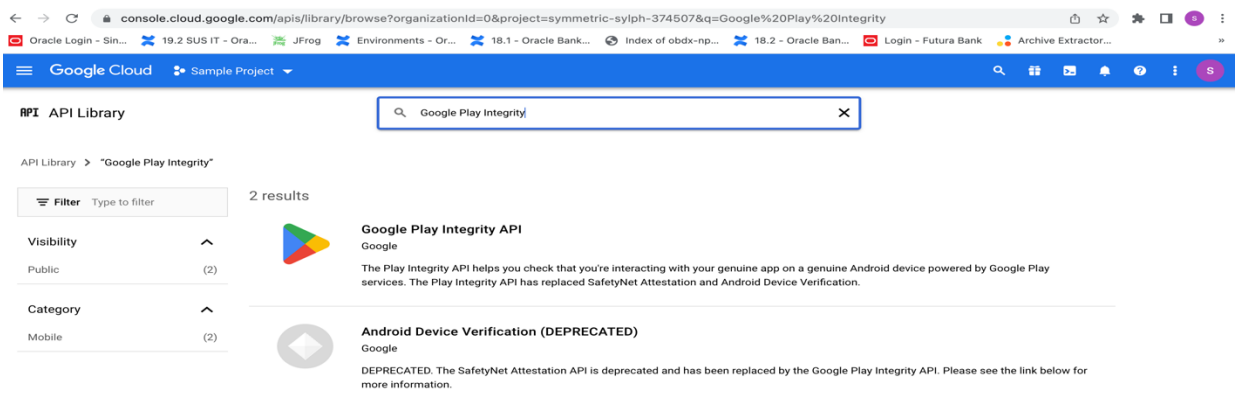 console.cloud.google.com/apis/library/browse?organizationId=0&project=symmetric-sylph-374507&q=Google%20Play%20Integrity
S
Oracle Login - Sin... 19.2 SUS IT - Ora... JFrog Environments - Or... 18.1 - Oracle Bank... Index of obdx-np... 18.2 - Oracle Ban... Login - Futura Bank Archive Extractor... »
Google Cloud Sample Project S
API API Library Google Play Integrity
API Library > "Google Play Integrity"
Filter Type to filter
2 results
Visibility
Public (2)
Category
Mobile (2)
Google Play Integrity API
Google
The Play Integrity API helps you check that you're interacting with your genuine app on a genuine Android device powered by Google Play
services. The Play Integrity API has replaced SafetyNet Attestation and Android Device Verification.
Android Device Verification (DEPRECATED)
Google
DEPRECATED. The SafetyNet Attestation API is deprecated and has been replaced by the Google Play Integrity API. Please see the link below for
more information.